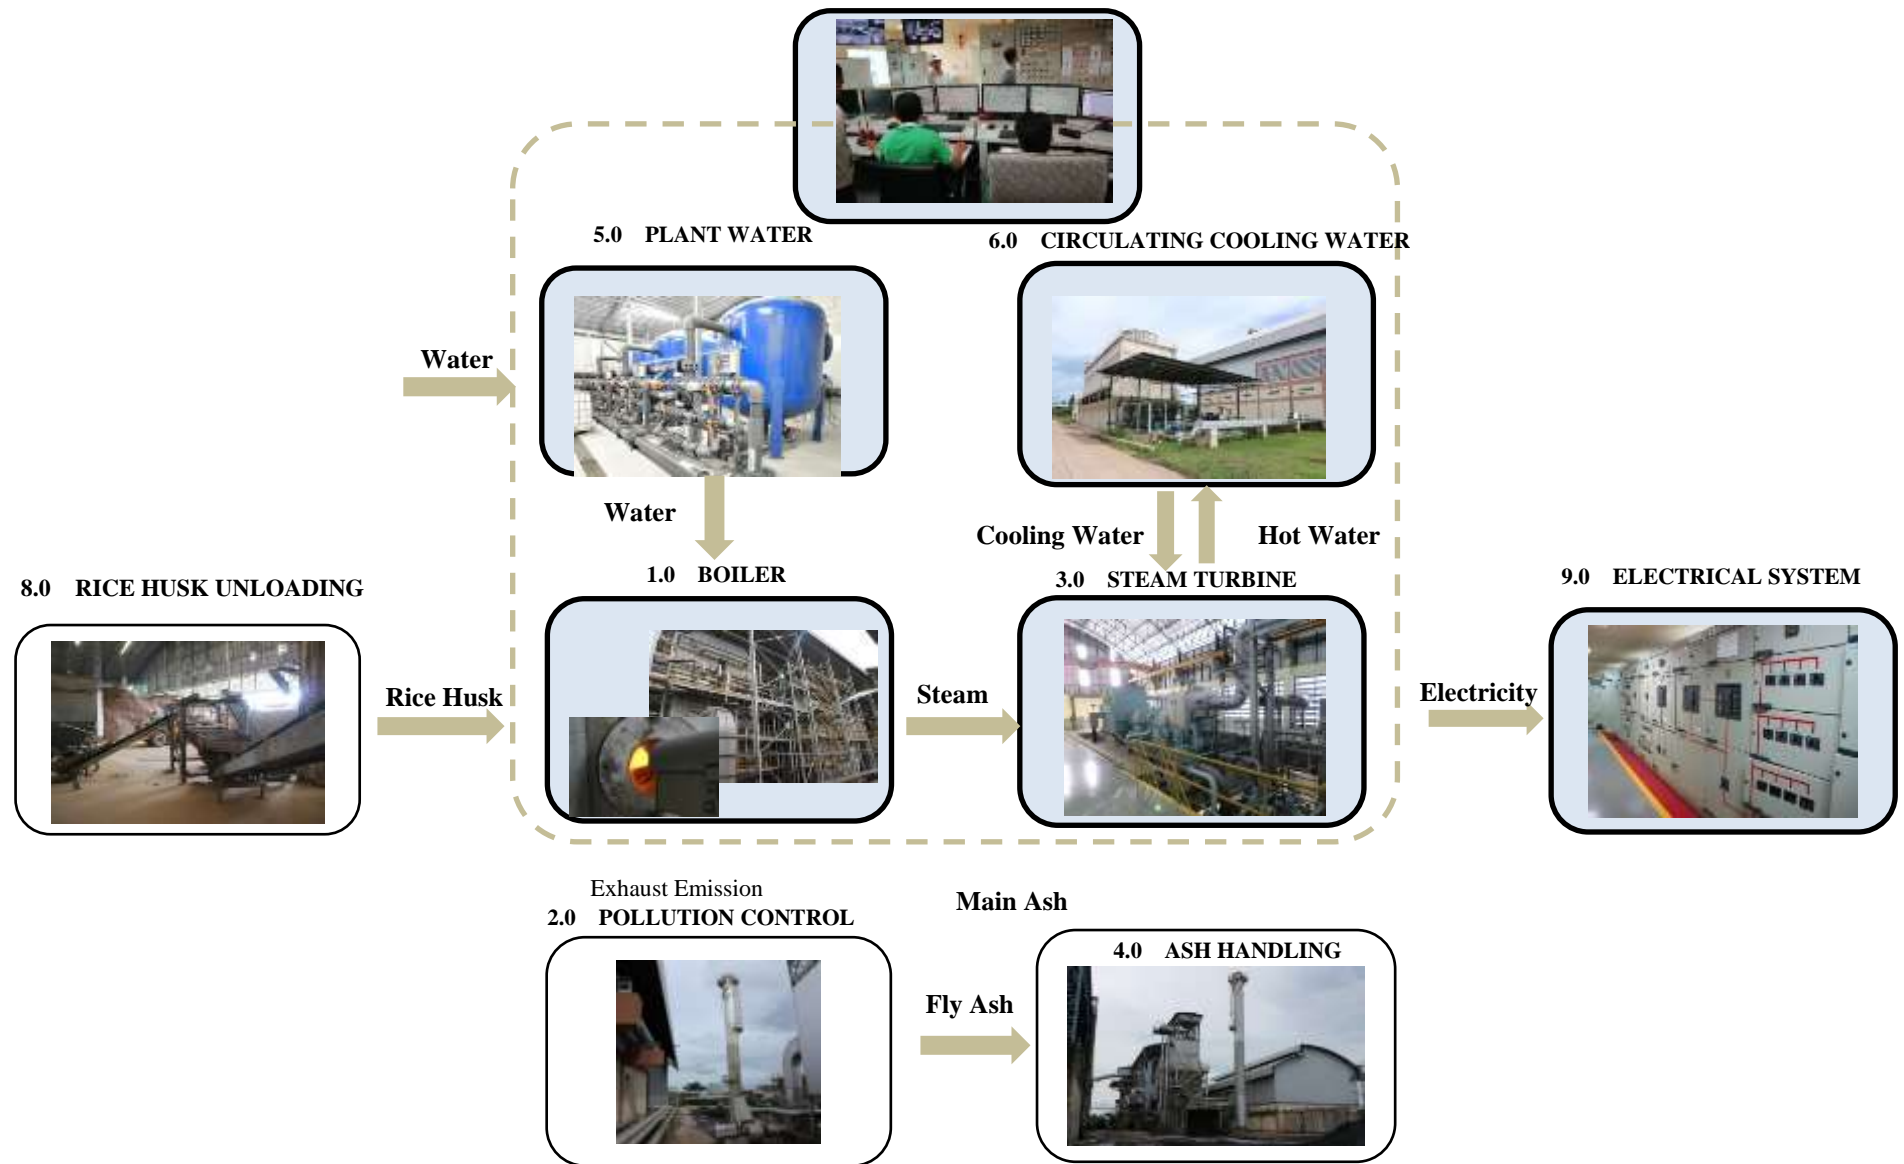 5.0 PLANT WATER
6.0 CIRCULATING COOLING WATER
Water
Water
Cooling Water
Hot Water
8.0 RICE HUSK UNLOADING
1.0 BOILER
3.0 STEAM TURBINE
9.0 ELECTRICAL SYSTEM
Rice Husk
Steam
Electricity
Exhaust Emission
2.0 POLLUTION CONTROL
Main Ash
4.0 ASH HANDLING
Fly Ash